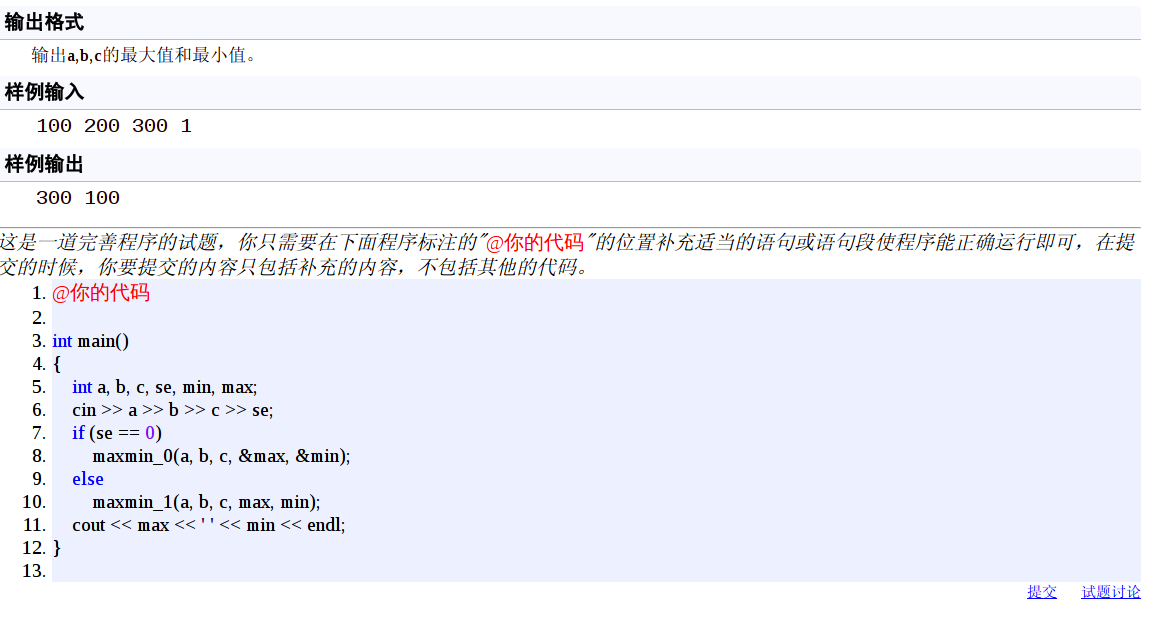 输出格式
输出a,b,c的最大值和最小值。
样例输入
100 200 300 1
样例输出
300 100
这是一道完善程序的试题，你只需要在下面程序标注的"@你的代码"的位置补充适当的语句或语句段使程序能正确运行即可，在提
交的时候，你要提交的内容只包括补充的内容，不包括其他的代码。
1. @你的代码
2.
3. int main()
4. {
5. int a, b, c, se, min, max;
6. cin >> a >> b >> c >> se;
7. if (se == 0)
8. maxmin_0(a, b, c, &max, &min);
9. else
10. maxmin_1(a, b, c, max, min);
11. cout << max << ' ' << min << endl;
12. }
13.
提交 试题讨论